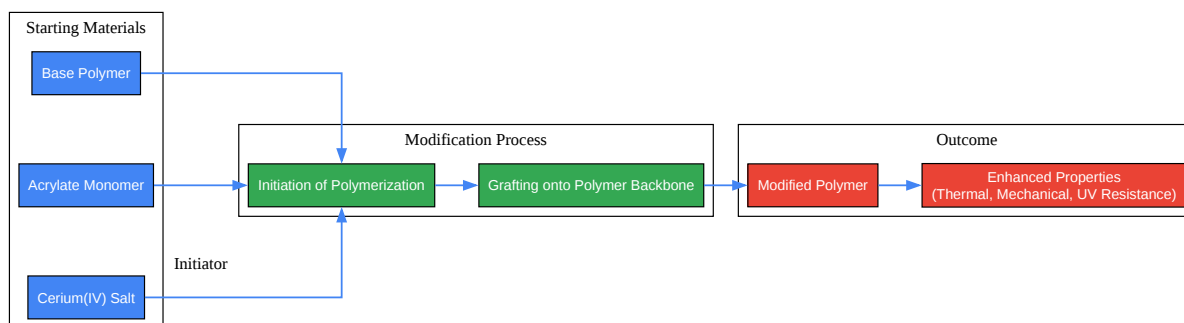 Starting Materials
Base Polymer
Acrylate Monomer
Cerium(IV) Salt
Initiator
Modification Process
Initiation of Polymerization
Grafting onto Polymer Backbone
Outcome
Modified Polymer
Enhanced Properties
(Thermal, Mechanical, UV Resistance)